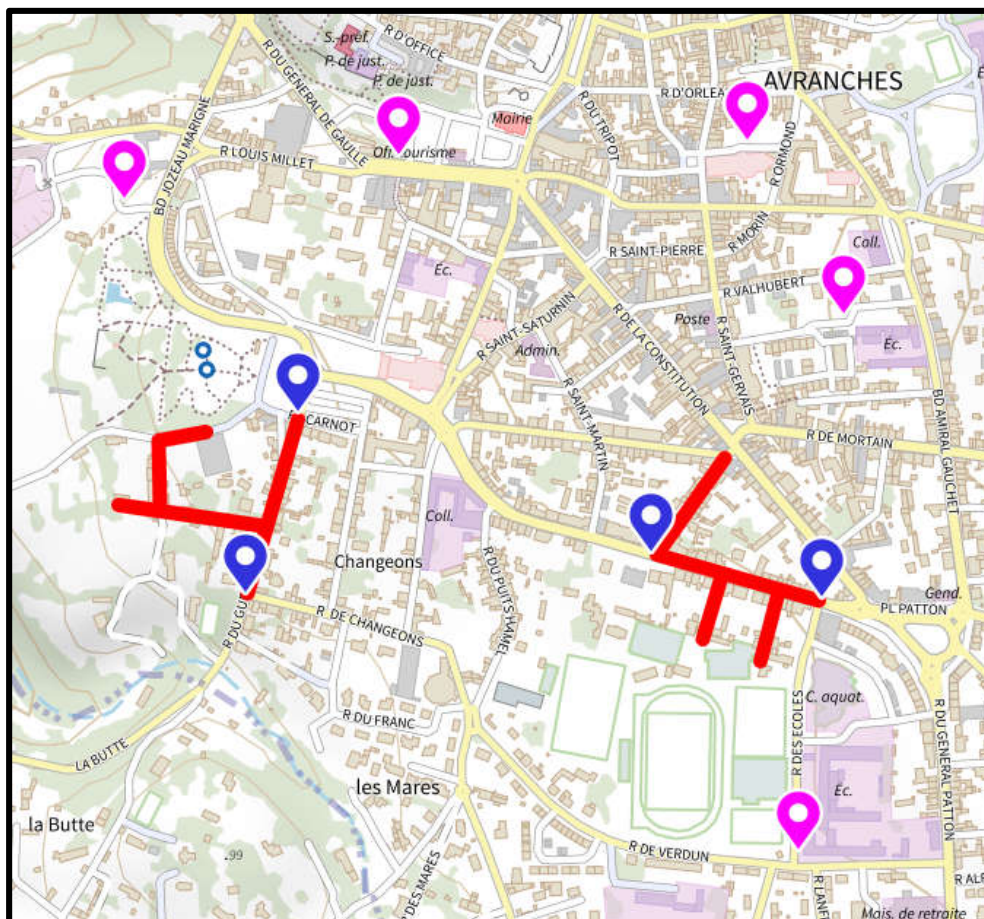 S.-préf.
R D'OFFICE
P. de just.
P. de just.
R DU GENERAL DE GAULLE
AVRANCHES
R D'ORLEA
R DU TRIPOT
Mairie
R ORMOND
Off. tourisme
R LOUIS MILLET
BD JOZEAU MARIGNE
R SAINT-PIERRE
R MORIN
Coll.
Éc.
R VALHUBERT
R SAINT-SATURNIN
R DE LA CONSTITUTION
Poste
R SAINT-GERVAIS
Admin.
Éc.
R SAINT-MARTIN
BD AMIRAL GAUCHET
CARNOT
R DE MORTAIN
Coll.
Changeons
R DU PUITS HAMEL
Gend.
PL PATTON
R DU GU
R DE CHANGEONS
C. aquat.
R DU FRANC
R DES ECOLES
R DU GENERAL PATTON
LA BUTTE
les Mares
Éc.
la Butte
R DE VERDUN
.99
R DES MARES
R LAND
R ALF
Mais. de retraite